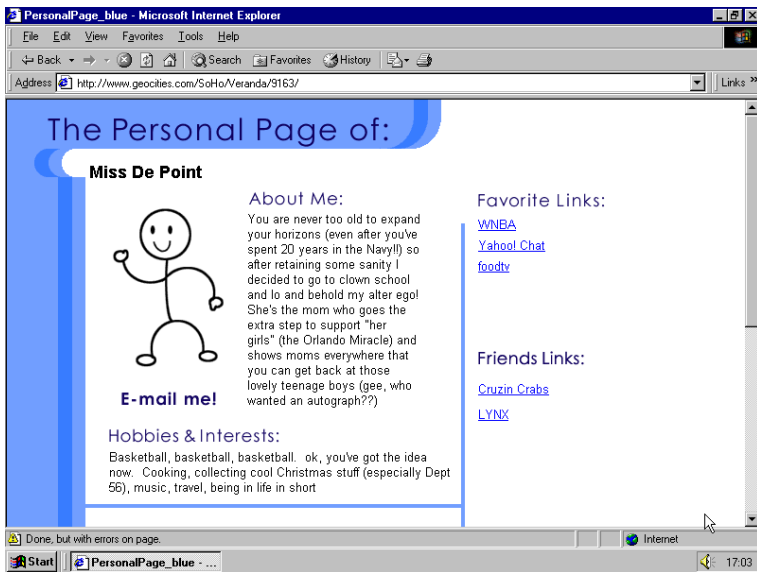 PersonalPage_blue - Microsoft Internet Explorer
File Edit View Favorites Tools Help
Back Search Favorites History
Address http://www.geocities.com/SoHo/Veranda/9163/ Links »
The Personal Page of:
Miss De Point
About Me:
You are never too old to expand
your horizons (even after you've
spent 20 years in the Navy!!) so
after retaining some sanity I
decided to go to clown school
and lo and behold my alter ego!
She's the mom who goes the
extra step to support "her
girls" (the Orlando Miracle) and
shows moms everywhere that
you can get back at those
lovely teenage boys (gee, who
wanted an autograph??)
E-mail me!
Hobbies & Interests:
Basketball, basketball, basketball. ok, you've got the idea
now. Cooking, collecting cool Christmas stuff (especially Dept
56), music, travel, being in life in short
Favorite Links:
WNBA
Yahoo! Chat
foodtv
Friends Links:
Cruzin Crabs
LYNX
Done, but with errors on page. Internet
Start PersonalPage_blue - ... 17:03